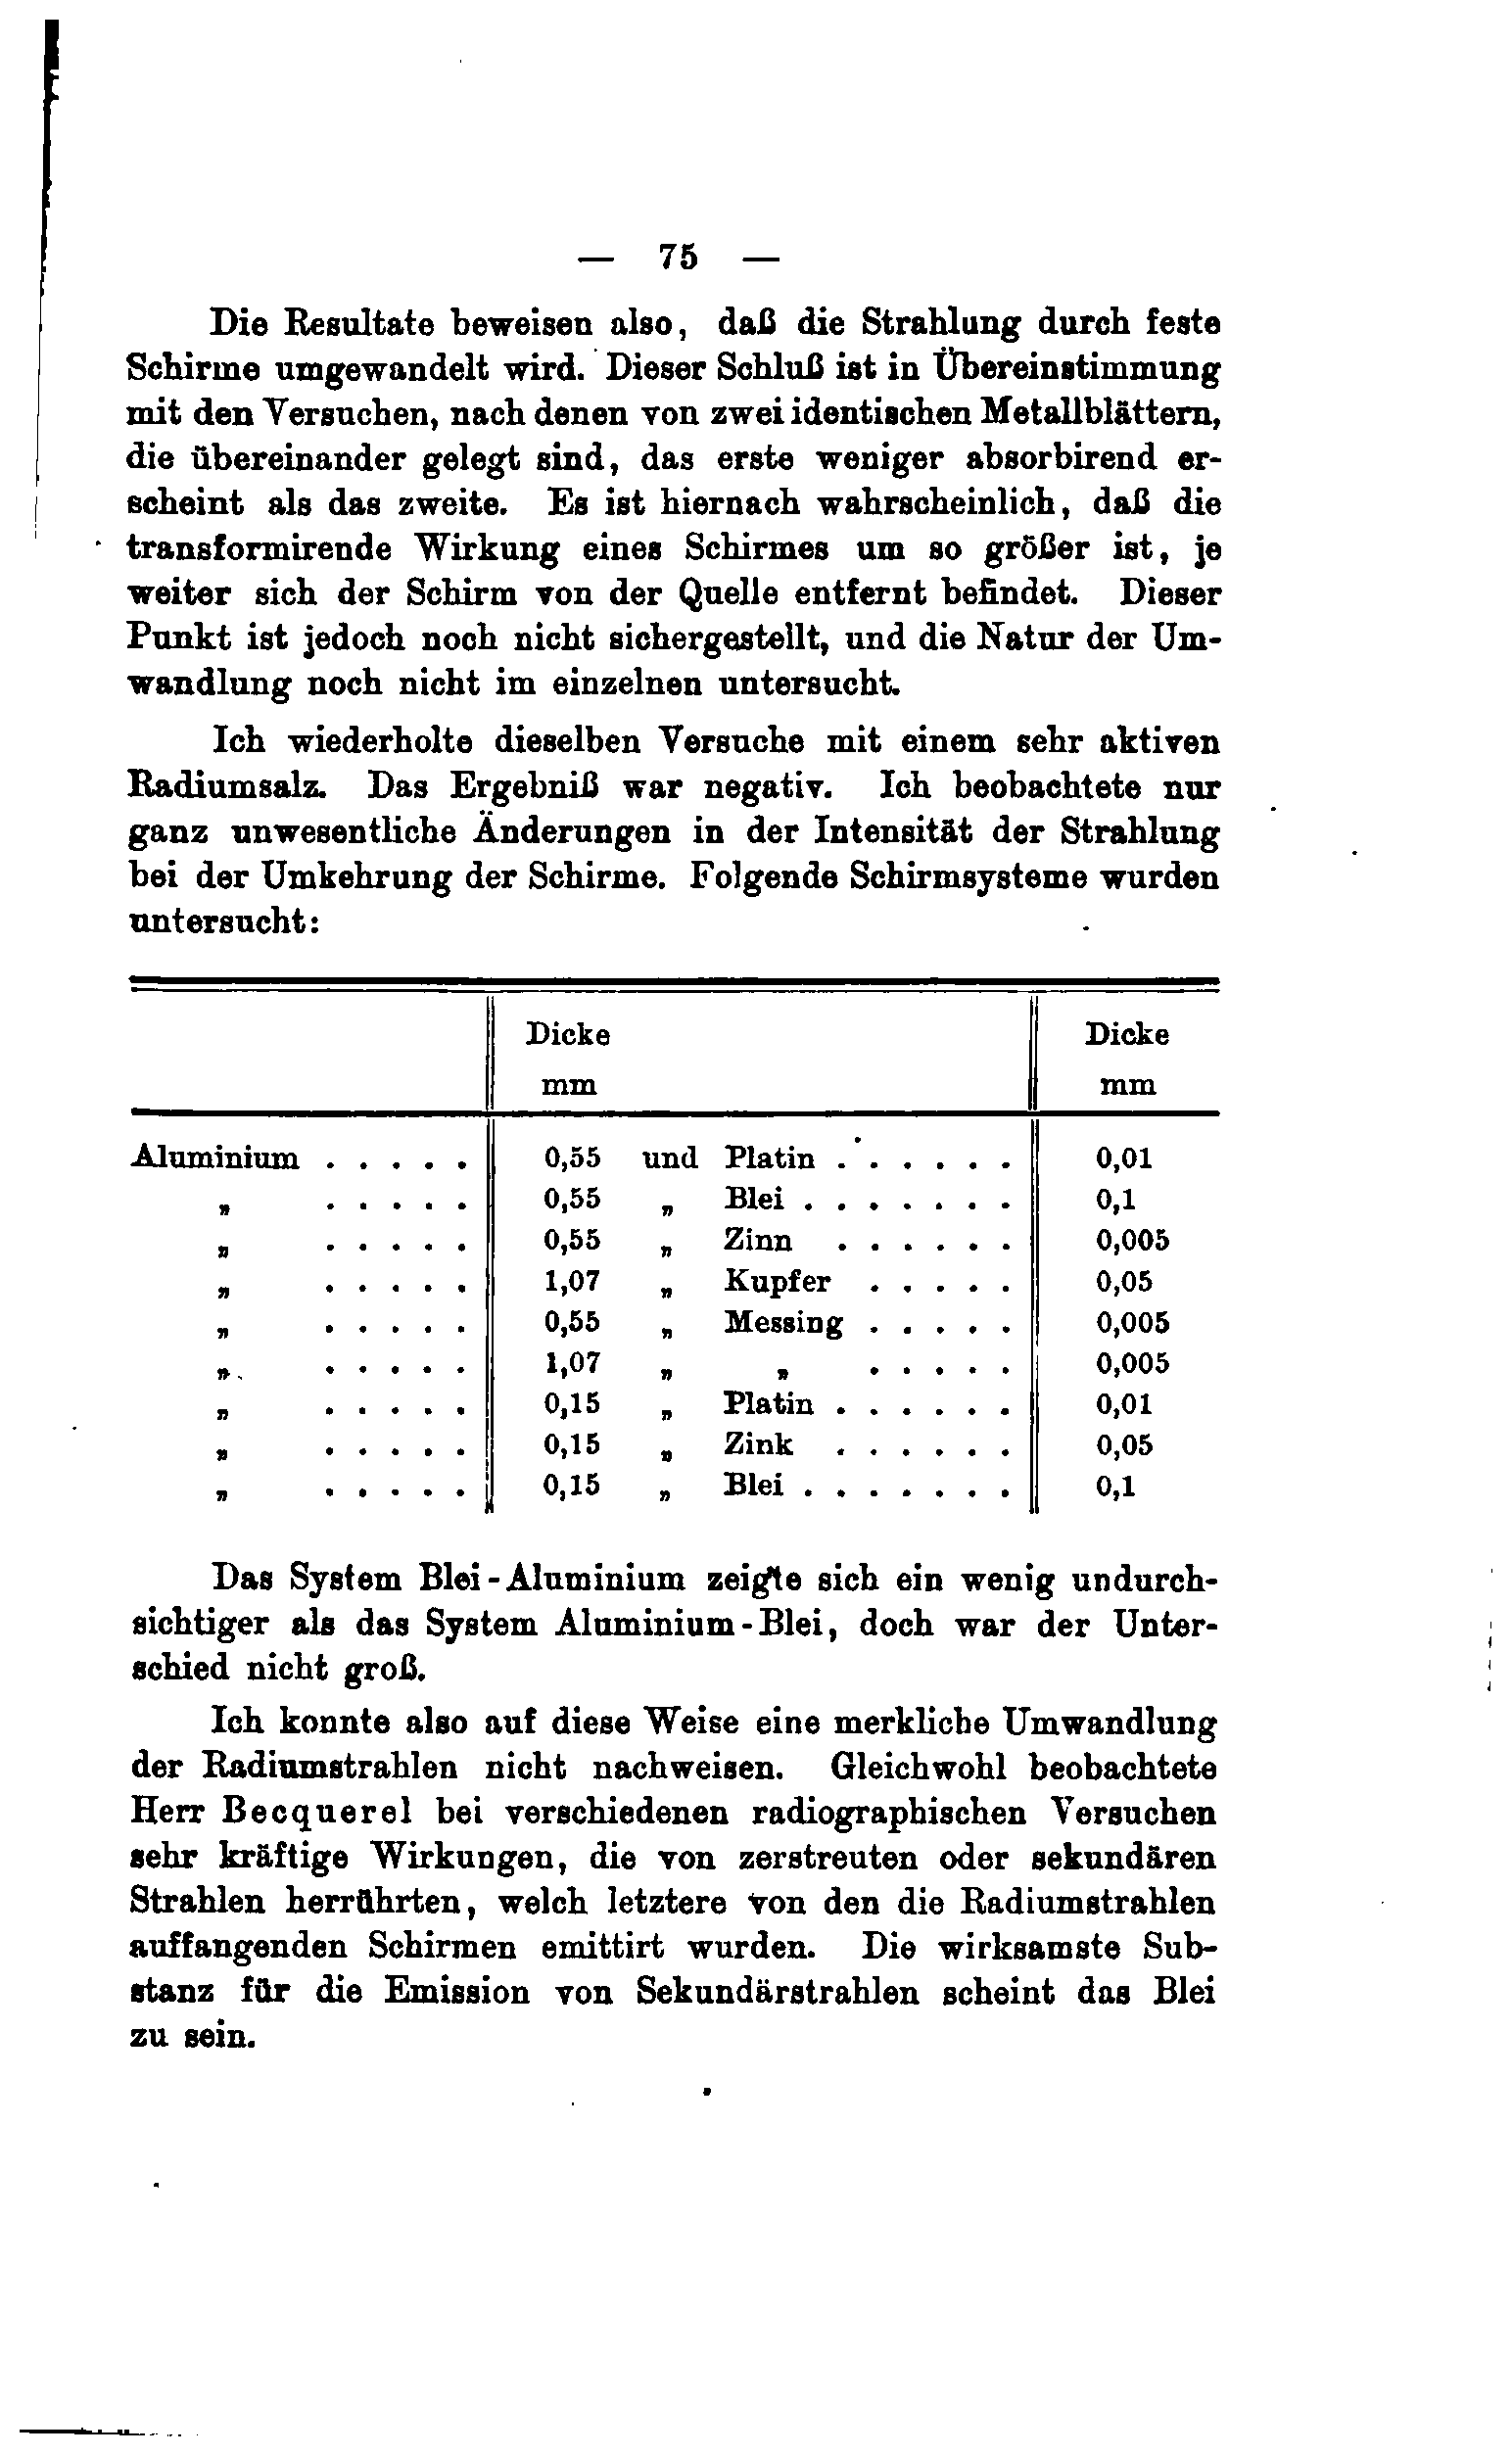 — 75 —
Die Resultate beweisen also, daß die Strahlung durch feste
Schirme umgewandelt wird. Dieser Schluß ist in Übereinstimmung
mit den Versuchen, nach denen von zwei identischen Metallblättern,
die übereinander gelegt sind, das erste weniger absorbirend er-
scheint als das zweite. Es ist hiernach wahrscheinlich, daß die
transformirende Wirkung eines Schirmes um so größer ist, je
weiter sich der Schirm von der Quelle entfernt befindet. Dieser
Punkt ist jedoch noch nicht sichergestellt, und die Natur der Um-
wandlung noch nicht im einzelnen untersucht.
Ich wiederholte dieselben Versuche mit einem sehr aktiven
Radiumsalz. Das Ergebniß war negativ. Ich beobachtete nur
ganz unwesentliche Änderungen in der Intensität der Strahlung
bei der Umkehrung der Schirme. Folgende Schirmsysteme wurden
untersucht:
Dicke Dicke
mm mm
Aluminium . . . . . 0,55 und Platin . . . . . . 0,01
„ . . . . . 0,55 „ Blei . . . . . . . 0,1
„ . . . . . 0,55 „ Zinn . . . . . . 0,005
„ . . . . . 1,07 „ Kupfer . . . . . 0,05
„ . . . . . 0,55 „ Messing . . . . . 0,005
„ . . . . . 1,07 „ „ . . . . . 0,005
„ . . . . . 0,15 „ Platin . . . . . . 0,01
„ . . . . . 0,15 „ Zink . . . . . . 0,05
„ . . . . . 0,15 „ Blei . . . . . . . 0,1
Das System Blei-Aluminium zeigte sich ein wenig undurch-
sichtiger als das System Aluminium-Blei, doch war der Unter-
schied nicht groß.
Ich konnte also auf diese Weise eine merkliche Umwandlung
der Radiumstrahlen nicht nachweisen. Gleichwohl beobachtete
Herr Becquerel bei verschiedenen radiographischen Versuchen
sehr kräftige Wirkungen, die von zerstreuten oder sekundären
Strahlen herrührten, welch letztere von den die Radiumstrahlen
auffangenden Schirmen emittirt wurden. Die wirksamste Sub-
stanz für die Emission von Sekundärstrahlen scheint das Blei
zu sein.